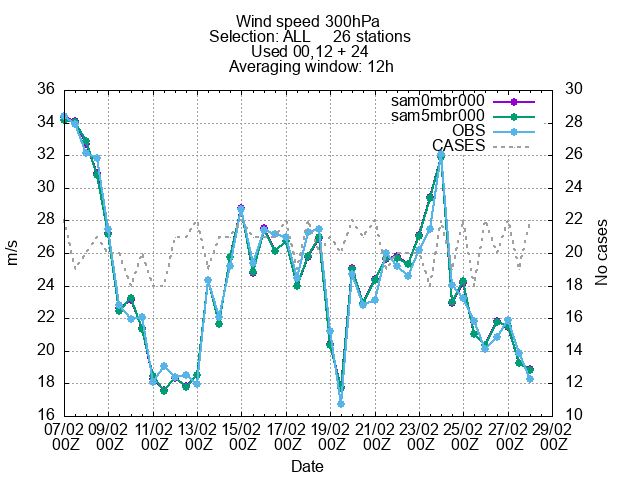 Wind speed 300hPa
Selection: ALL 26 stations
Used 00,12 + 24
Averaging window: 12h
36 30
34 28
32 26
30 24
28 22
26 20
24 18
22 16
20 14
18 12
16 10
sam0mbr000
sam5mbr000
OBS
CASES
m/s
No cases
07/02 09/02 11/02 13/02 15/02 17/02 19/02 21/02 23/02 25/02 27/02 29/02
00Z 00Z 00Z 00Z 00Z 00Z 00Z 00Z 00Z 00Z 00Z 00Z
Date